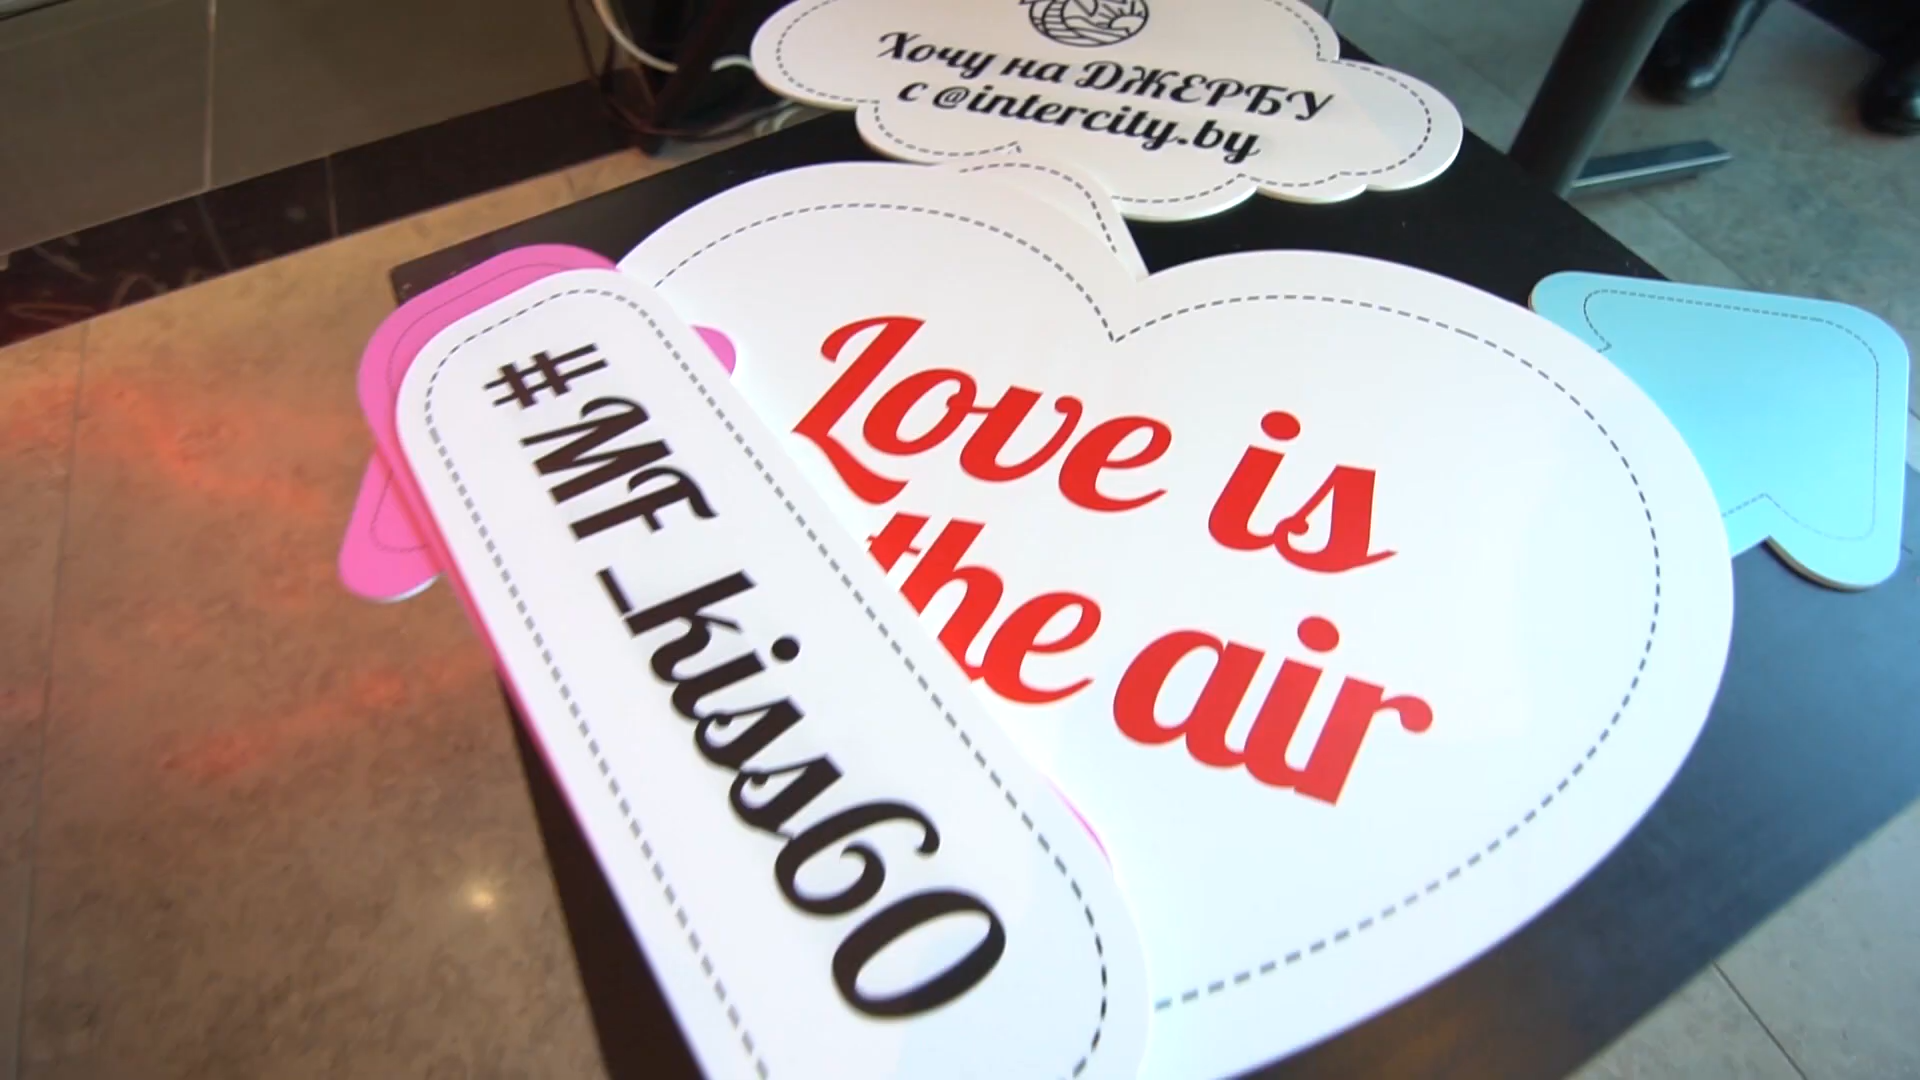 Хочу на ДЖЕРБУ
с @intercity.by
Love is
the air
#MF_kiss60